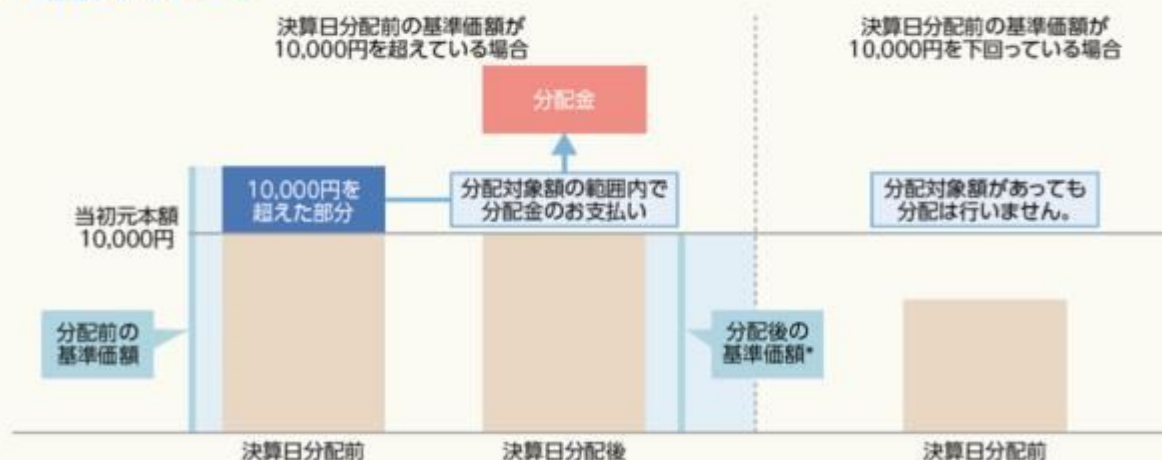 決算日分配前の基準価額が
10,000円を超えている場合
決算日分配前の基準価額が
10,000円を下回っている場合
分配金
10,000円を
超えた部分
分配対象額の範囲内で
分配金のお支払い
分配対象額があっても
分配は行いません。
当初元本額
10,000円
分配前の
基準価額
分配後の
基準価額*
決算日分配前
決算日分配後
決算日分配前